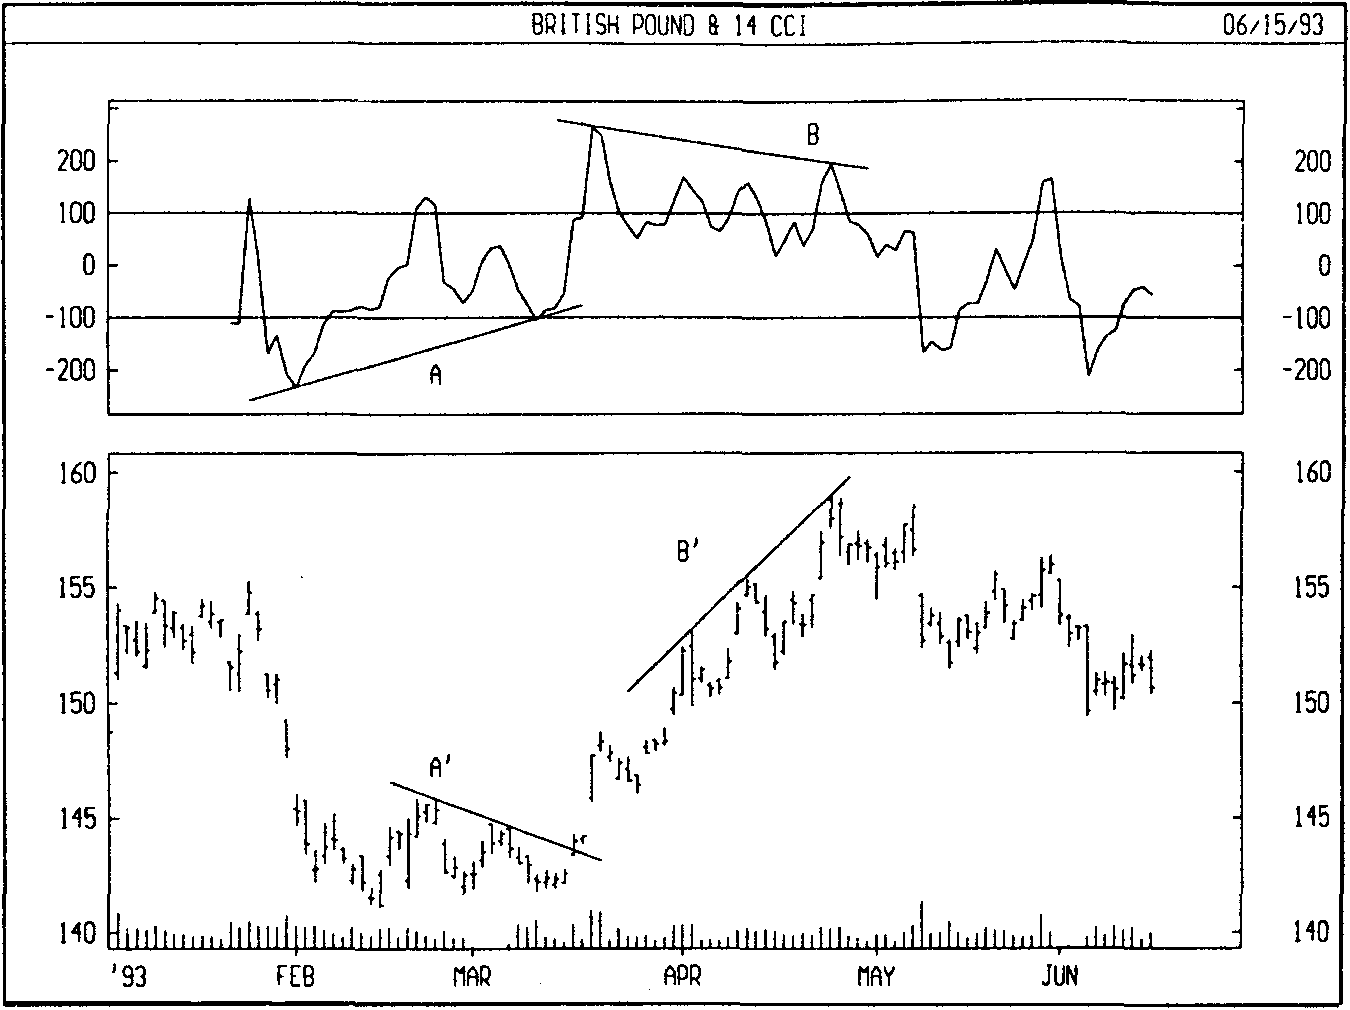 BRITISH POUND & 14 CCI 06/15/93
B
200 200
100 100
0 0
-100 -100
-200 -200
A
160 160
B'
155 155
150 150
A'
145 145
140 140
'93 FEB MAR APR MAY JUN